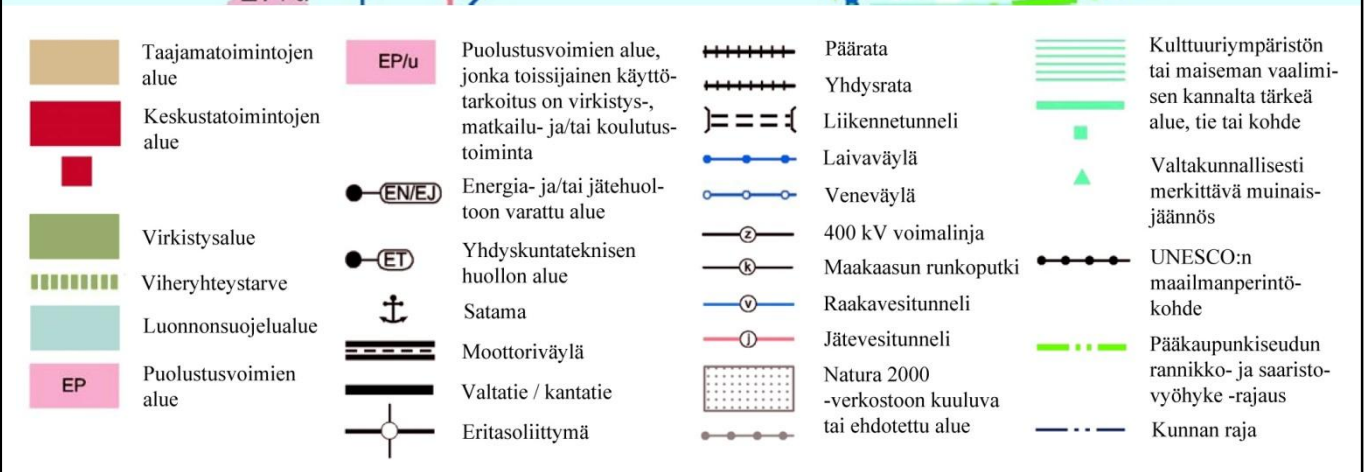 Taajamatoimintojen
alue
Keskustatoimintojen
alue
Virkistysalue
Viheryhteystarve
Luonnonsuojelualue
EP
Puolustusvoimien
alue
EP/u
Puolustusvoimien alue,
jonka toissijainen käyttö-
tarkoitus on virkistys-,
matkailu- ja/tai koulutus-
toiminta
EN/EJ
Energia- ja/tai jätehuol-
toon varattu alue
ET
Yhdyskuntateknisen
huollon alue
Satama
Moottoriväylä
Valtatie / kantatie
Eritasoliittymä
Päärata
Yhdysrata
Liikennetunneli
Laivaväylä
Veneväylä
z
400 kV voimalinja
k
Maakaasun runkoputki
v
Raakavesitunneli
j
Jätevesitunneli
Natura 2000
-verkostoon kuuluva
tai ehdotettu alue
Kulttuuriympäristön
tai maiseman vaalimi-
sen kannalta tärkeä
alue, tie tai kohde
Valtakunnallisesti
merkittävä muinais-
jäännös
UNESCO:n
maailmanperintö-
kohde
Pääkaupunkiseudun
rannikko- ja saaristo-
vyöhyke -rajaus
Kunnan raja